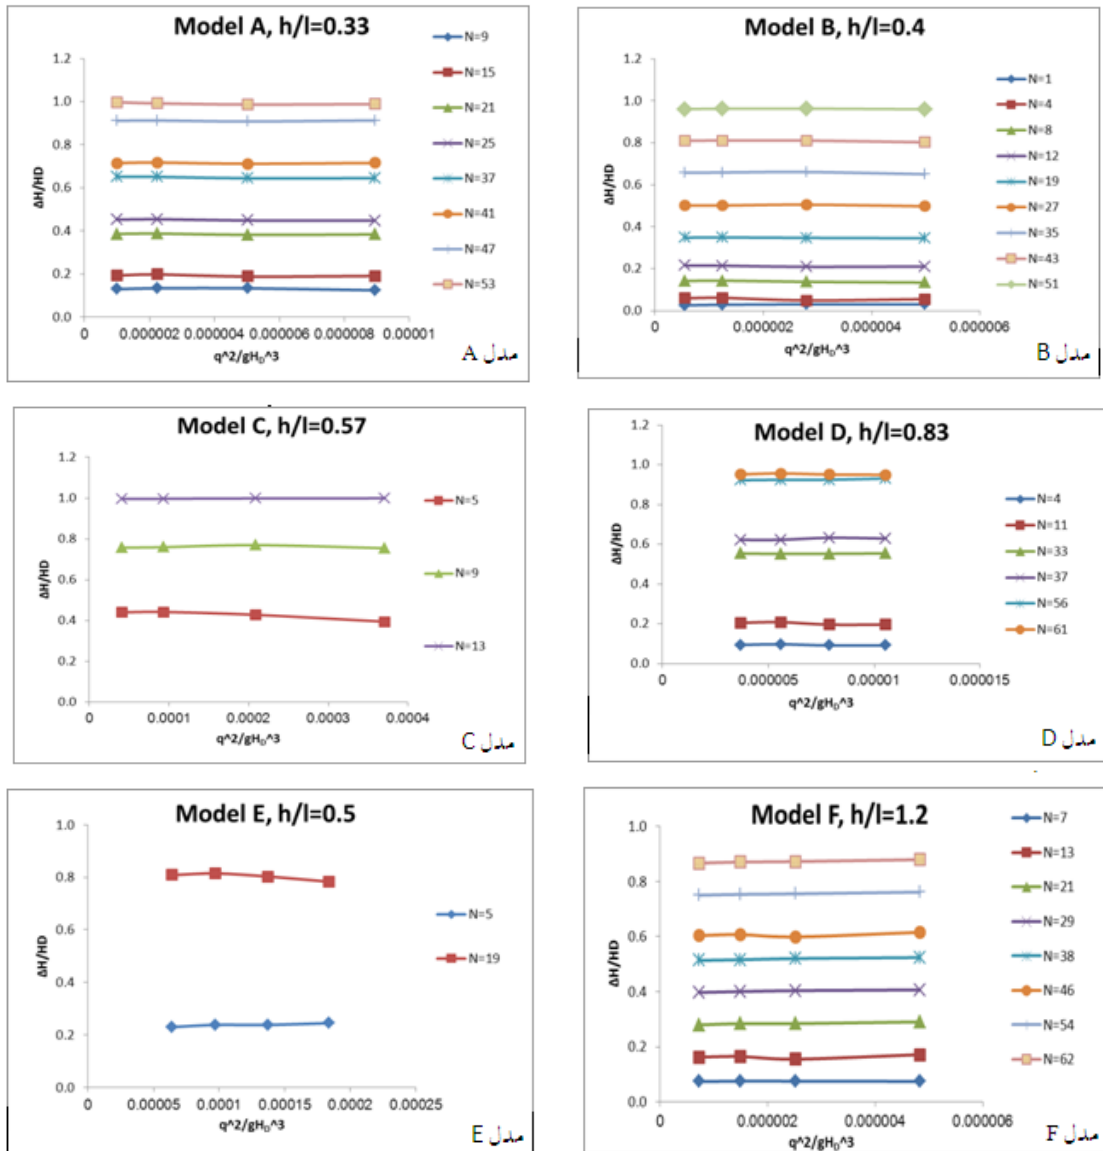 Model A, h/l=0.33
1.2
1.0
0.8
0.6
0.4
0.2
0.0
ΔH/HD
0
0.000002
0.000004
0.000006
0.000008
0.00001
q^2/gH_D^3
N=9
N=15
N=21
N=25
N=37
N=41
N=47
N=53
مدل A
Model B, h/l=0.4
1.2
1.0
0.8
0.6
0.4
0.2
0.0
ΔH/HD
0
0.000002
0.000004
0.000006
q^2/gH_D^3
N=1
N=4
N=8
N=12
N=19
N=27
N=35
N=43
N=51
مدل B
Model C, h/l=0.57
1.2
1.0
0.8
0.6
0.4
0.2
0.0
ΔH/HD
0
0.0001
0.0002
0.0003
0.0004
q^2/gH_D^3
N=5
N=9
N=13
مدل C
Model D, h/l=0.83
1.2
1.0
0.8
0.6
0.4
0.2
0.0
ΔH/HD
0
0.000005
0.00001
0.000015
q^2/gH_D^3
N=4
N=11
N=33
N=37
N=56
N=61
مدل D
Model E, h/l=0.5
1.0
0.8
0.6
0.4
0.2
0.0
ΔH/HD
0
0.00005
0.0001
0.00015
0.0002
0.00025
q^2/gH_D^3
N=5
N=19
مدل E
Model F, h/l=1.2
1.0
0.8
0.6
0.4
0.2
0.0
ΔH/HD
0
0.000002
0.000004
0.000006
q^2/gH_D^3
N=7
N=13
N=21
N=29
N=38
N=46
N=54
N=62
مدل F